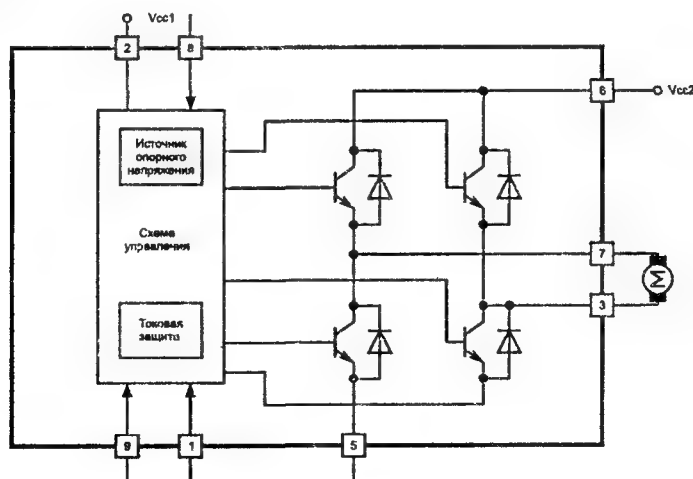 Vcc1
2
8
6
Vcc2
Источник
опорного
напряжения
Схема
управления
7
M
3
Токовая
защита
9
1
5